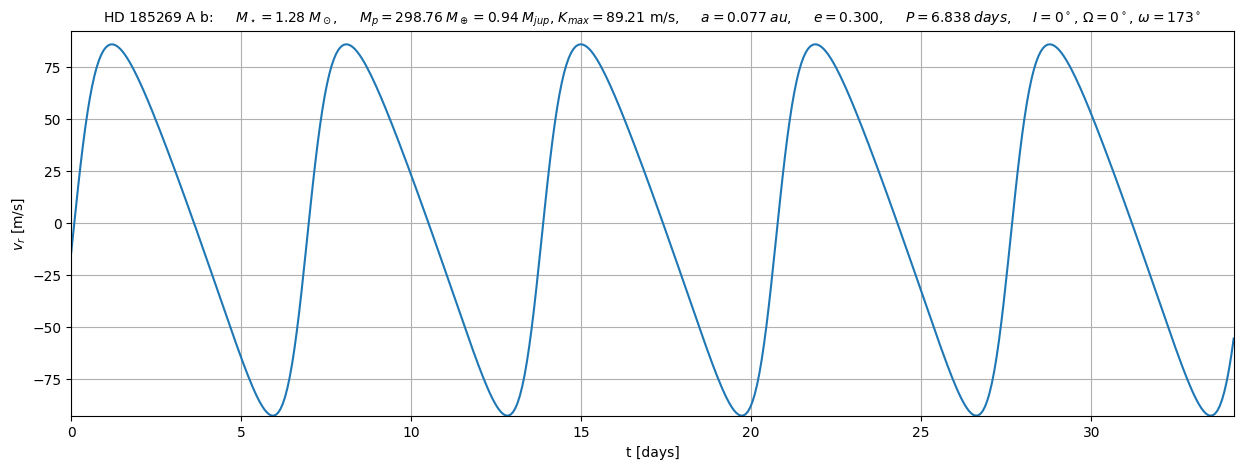 HD 185269 A b: M⋆ = 1.28 M⊙, Mp = 298.76 M⊕ = 0.94 Mjup, Kmax = 89.21 m/s, a = 0.077 au, e = 0.300, P = 6.838 days, I = 0°, Ω = 0°, ω = 173°
75
50
25
0
−25
−50
−75
vr [m/s]
0 5 10 15 20 25 30
t [days]